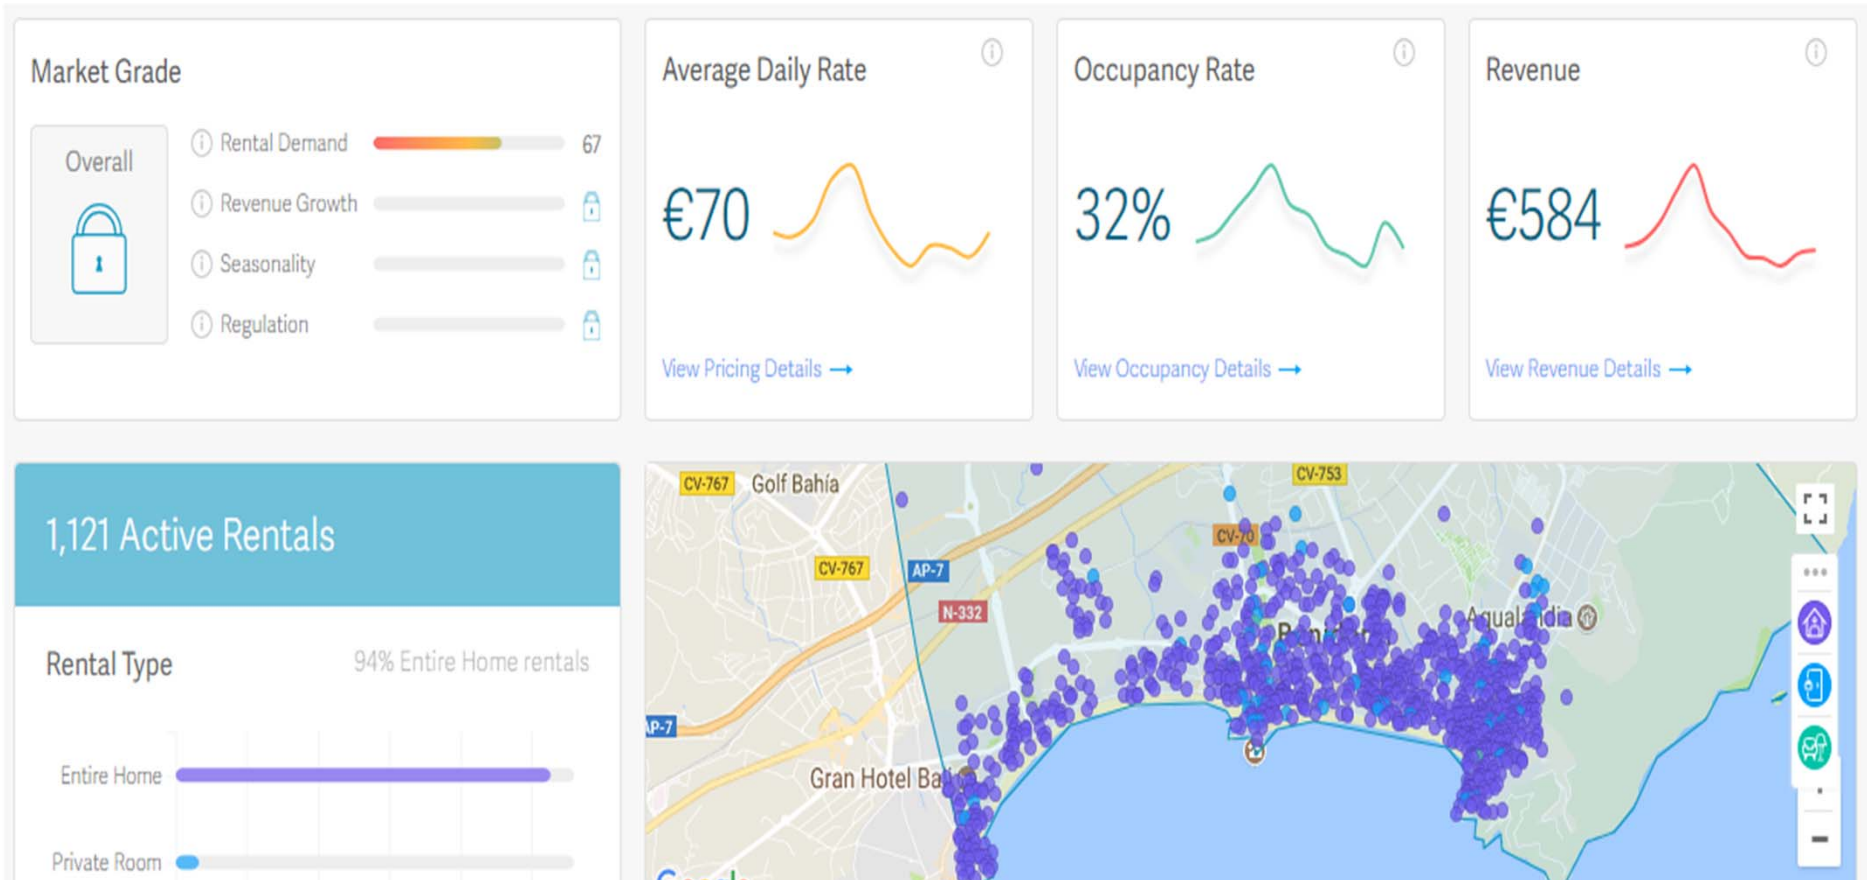 Market Grade
Overall
Rental Demand
67
Revenue Growth
Seasonality
Regulation
Average Daily Rate
€70
View Pricing Details →
Occupancy Rate
32%
View Occupancy Details →
Revenue
€584
View Revenue Details →
1,121 Active Rentals
Rental Type
94% Entire Home rentals
Entire Home
Private Room
CV-767
Golf Bahía
CV-753
CV-70
CV-767
AP-7
N-332
AP-7
Gran Hotel
Google